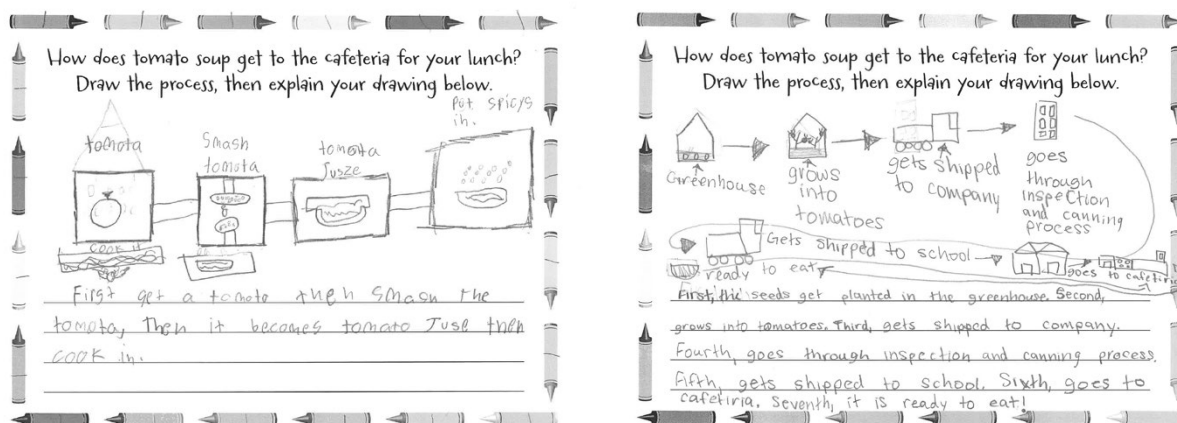 How does tomato soup get to the cafeteria for your lunch?
Draw the process, then explain your drawing below.
Put spicys
in.
tomata
Smash
tomata
tomata
Jusze
cook it
First get a tomato then Smash the
tomota, Then it becomes tomato Juse then
cook in.
How does tomato soup get to the cafeteria for your lunch?
Draw the process, then explain your drawing below.
Greenhouse
grows
into
tomatoes
gets shipped
to company
goes
through
inspection
and canning
process
Gets shipped to school
goes to cafetiria
ready to eat
First, the seeds get planted in the greenhouse. Second,
grows into tomatoes. Third, gets shipped to company.
Fourth, goes through inspection and canning process.
Fifth, gets shipped to school. Sixth, goes to
cafetiria. Seventh, it is ready to eat!